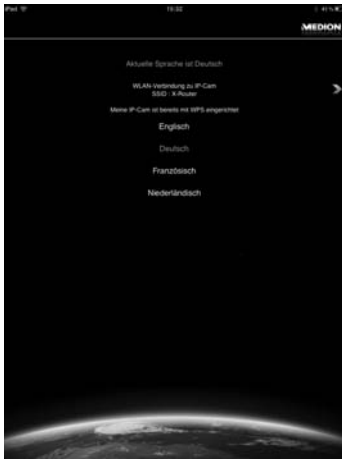 iPad 15:32 41 %
MEDION
Aktuelle Sprache ist Deutsch
WLAN-Verbindung zu IP-Cam
SSID : X-Router
Meine IP-Cam ist bereits mit WPS eingerichtet
Englisch
Deutsch
Französisch
Niederländisch